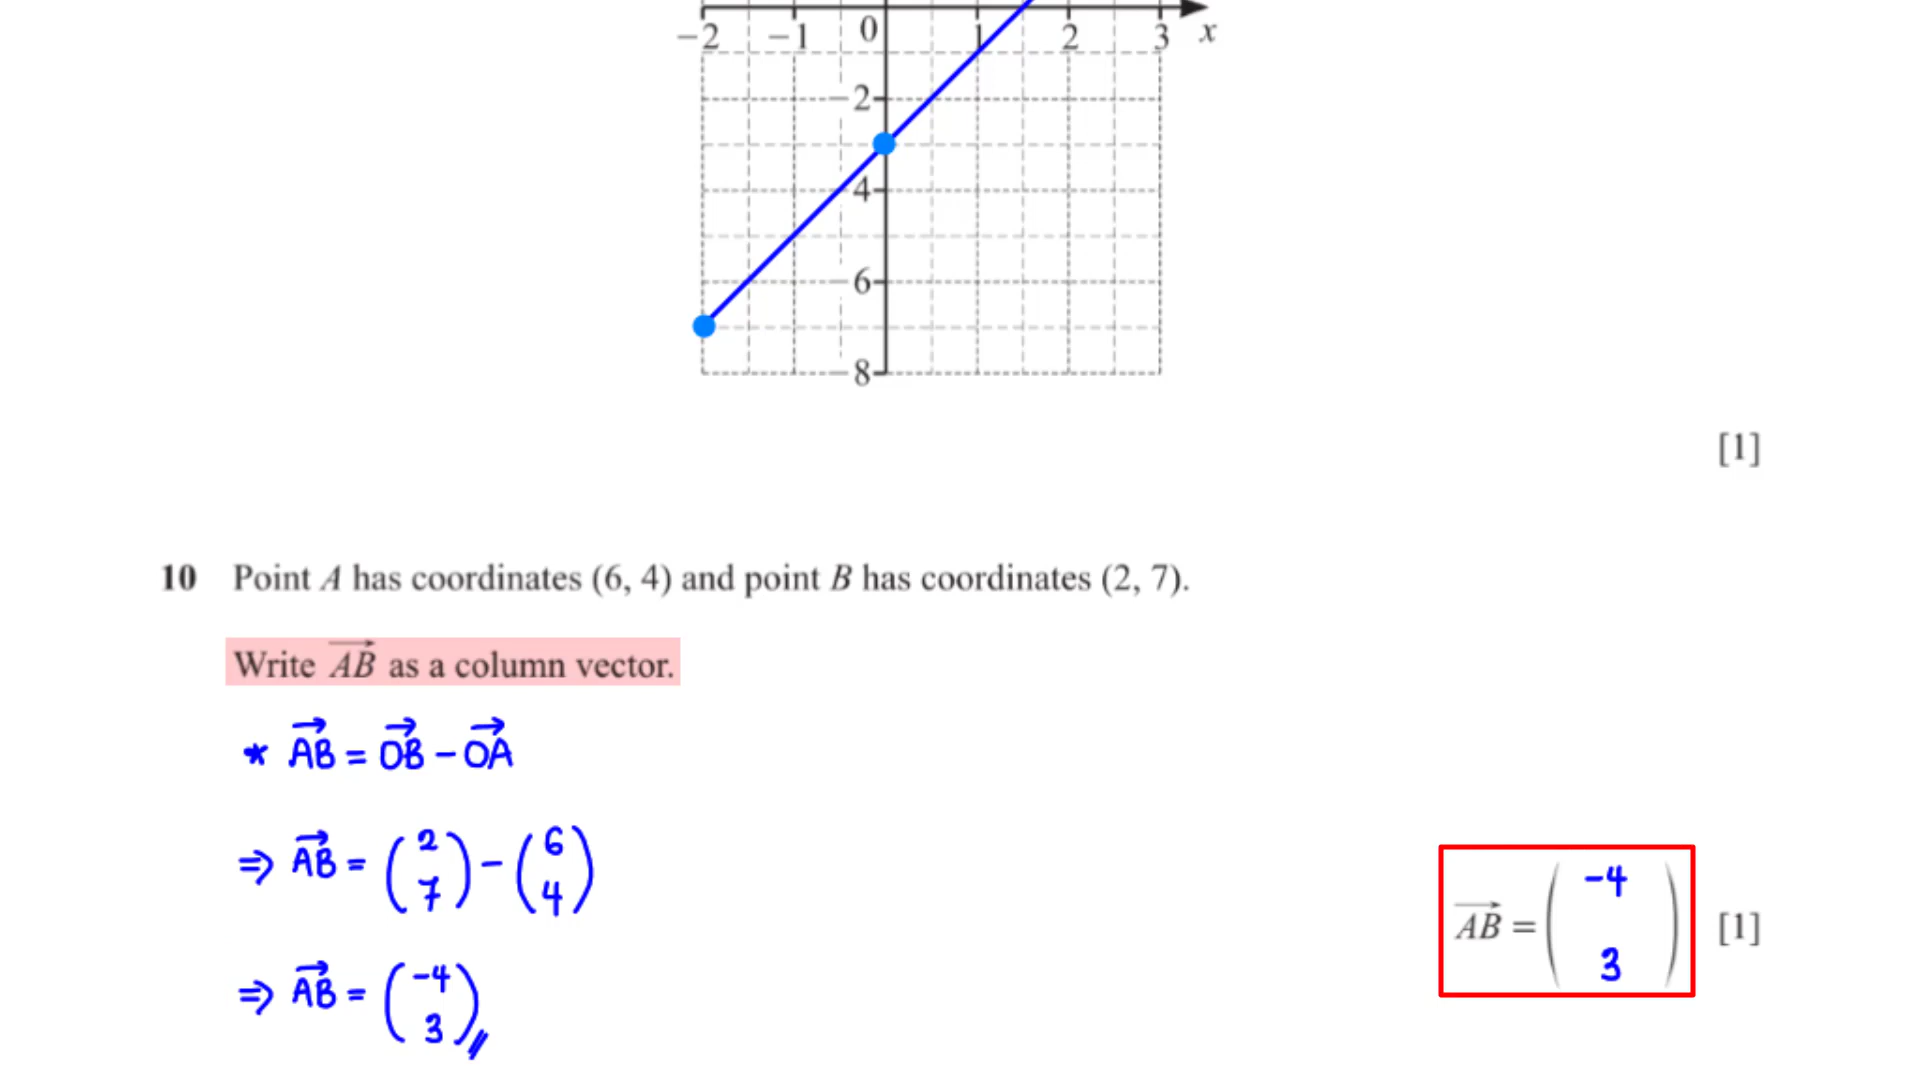 −2 −1 0 1 2 3 x
−2
4
−6
−8
[1]
10 Point A has coordinates (6, 4) and point B has coordinates (2, 7).
Write AB⃗ as a column vector.
* AB⃗ = OB⃗ − OA⃗
⇒ AB⃗ = (2 7) − (6 4)
⇒ AB⃗ = (−4 3)
AB⃗ = (−4 3) [1]